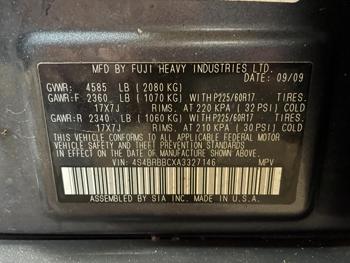 MFD BY FUJI HEAVY INDUSTRIES LTD.
DATE: 09/09
GVWR: 4585 LB (2080 KG)
GAWR:F 2360 LB (1070 KG) WITH P225/60R17 TIRES.
17X7J RIMS. AT 220 KPA (32 PSI) COLD
GAWR:R 2340 LB (1060 KG) WITH P225/60R17 TIRES.
17X7J RIMS. AT 210 KPA (30 PSI) COLD
THIS VEHICLE CONFORMS TO ALL APPLICABLE FEDERAL MOTOR
VEHICLE SAFETY AND THEFT PREVENTION STANDARDS
IN EFFECT ON THE DATE OF MANUFACTURE SHOWN ABOVE.
VIN: 4S4BRBBCXA3327146 MPV
ASSEMBLED BY SIA INC. MADE IN U.S.A.